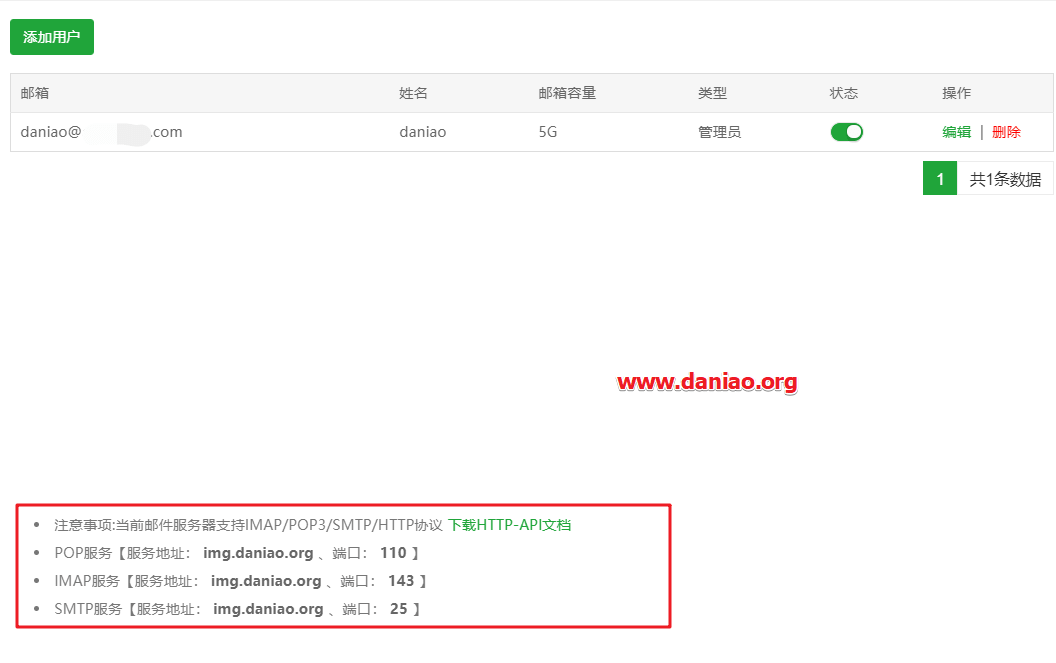 添加用户
邮箱 姓名 邮箱容量 类型 状态 操作
daniao@ .com daniao 5G 管理员 编辑 | 删除
1 共1条数据
www.daniao.org
注意事项:当前邮件服务器支持IMAP/POP3/SMTP/HTTP协议 下载HTTP-API文档
POP服务【服务地址： img.daniao.org 、端口： 110 】
IMAP服务【服务地址： img.daniao.org 、端口： 143 】
SMTP服务【服务地址： img.daniao.org 、端口： 25 】